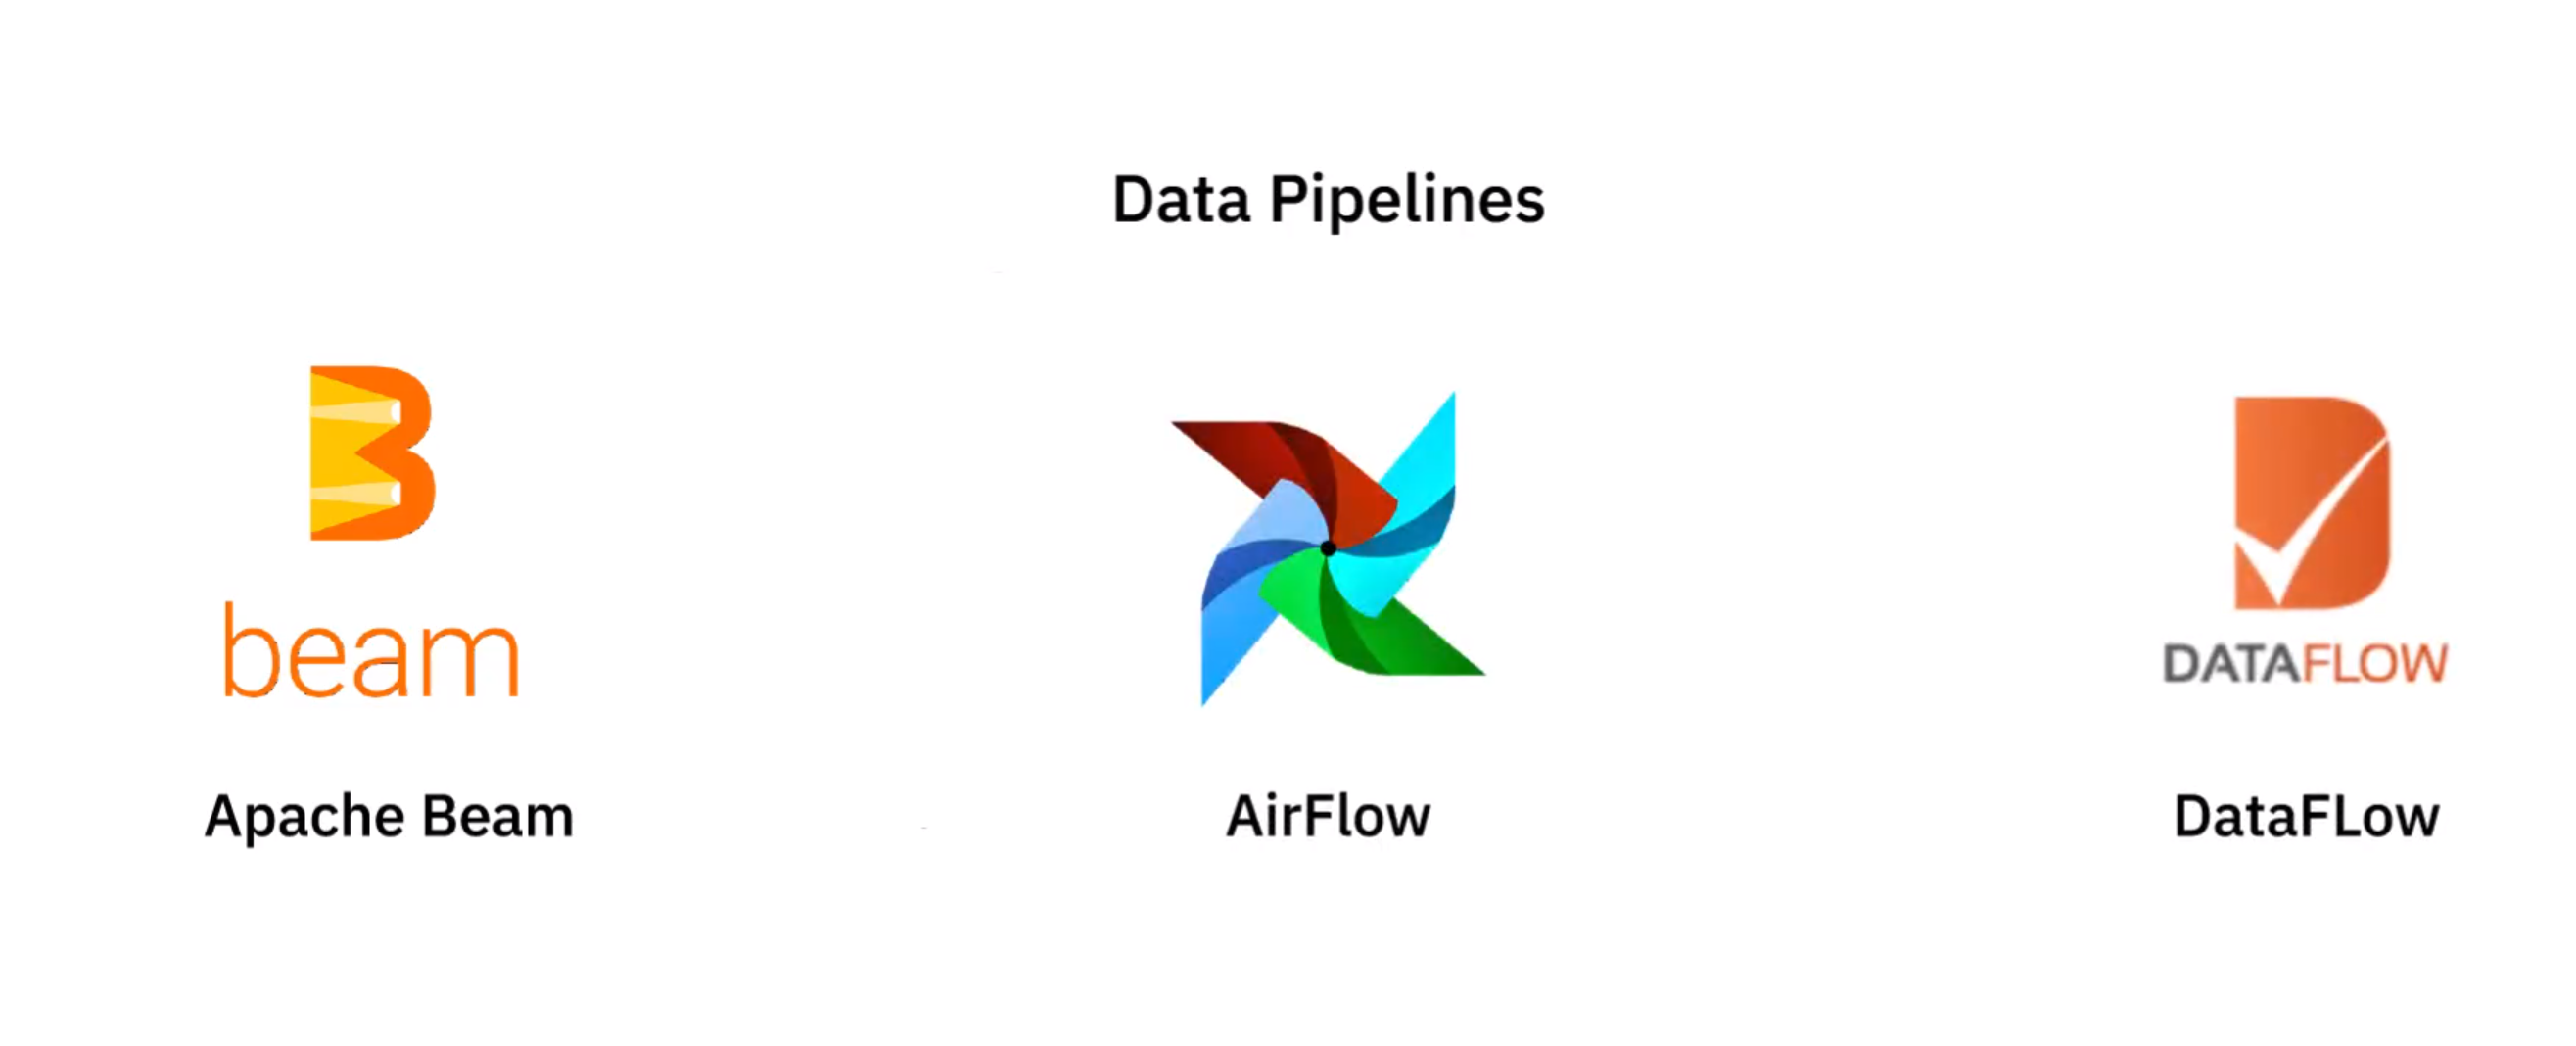 Data Pipelines
beam
DATAFLOW
Apache Beam
AirFlow
DataFLow